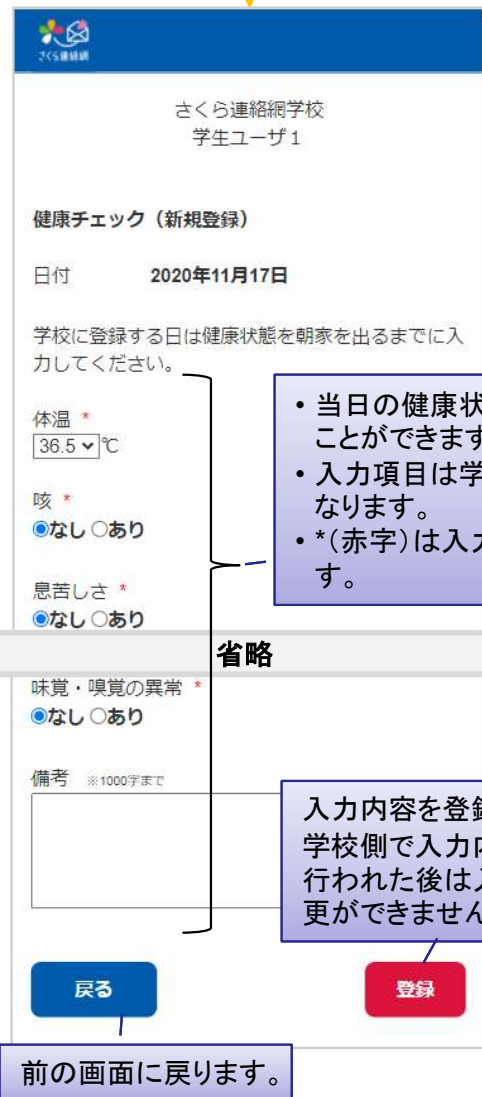 さくら連絡網
さくら連絡網学校
学生ユーザ１
健康チェック（新規登録）
日付 2020年11月17日
学校に登録する日は健康状態を朝家を出るまでに入
力してください。
体温 *
36.5 ℃
・当日の健康状
ことができます
・入力項目は学
なります。
・*(赤字)は入力
す。
咳 *
なし あり
息苦しさ *
なし あり
省略
味覚・嗅覚の異常 *
なし あり
備考 ※1000字まで
入力内容を登録
学校側で入力内
行われた後は入
更ができません
戻る
登録
前の画面に戻ります。